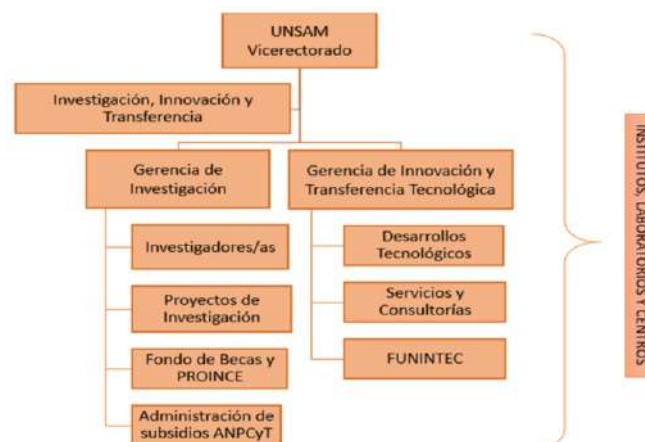 UNSAM
Vicerectorado
Investigación, Innovación y
Transferencia
Gerencia de
Investigación
Gerencia de Innovación y
Transferencia Tecnológica
Investigadores/as
Proyectos de
Investigación
Fondo de Becas y
PROINCE
Administración de
subsidios ANPCyT
Desarrollos
Tecnológicos
Servicios y
Consultorías
FUNINTEC
INSTITUTOS, LABORATORIOS Y CENTROS